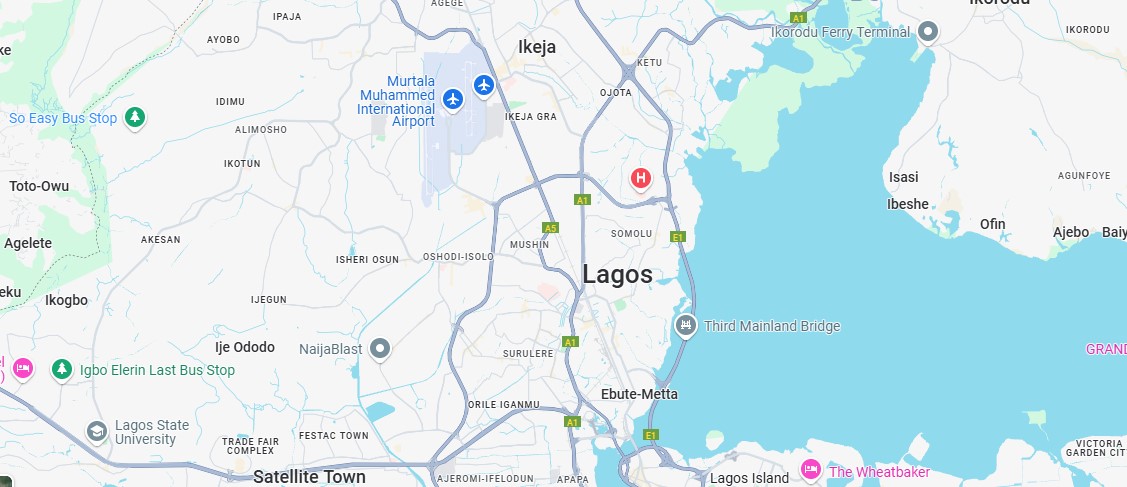 AGEGE
IPAJA
Ikorodu
A1
Ikorodu Ferry Terminal
IKORODU
AYOBO
Ikeja
ke
KETU
Murtala
Muhammed
International
Airport
OJOTA
IDIMU
So Easy Bus Stop
IKEJA GRA
ALIMOSHO
IKOTUN
H
Isasi
AGUNFOYE
Toto-Owu
A1
Ibeshe
Ofin
A5
SOMOLU
E1
Ajebo
Baiy
Agelete
AKESAN
MUSHIN
ISHERI OSUN
OSHODI-ISOLO
Lagos
eku
Ikogbo
IJEGUN
Third Mainland Bridge
A1
Ije Ododo
NaijaBlast
SURULERE
GRAND
el
)
Igbo Elerin Last Bus Stop
Ebute-Metta
ORILE IGANMU
A1
Lagos State
University
FESTAC TOWN
E1
TRADE FAIR
COMPLEX
VICTORIA
GARDEN CIT
Satellite Town
AJEROMI-IFELODUN
APAPA
Lagos Island
The Wheatbaker